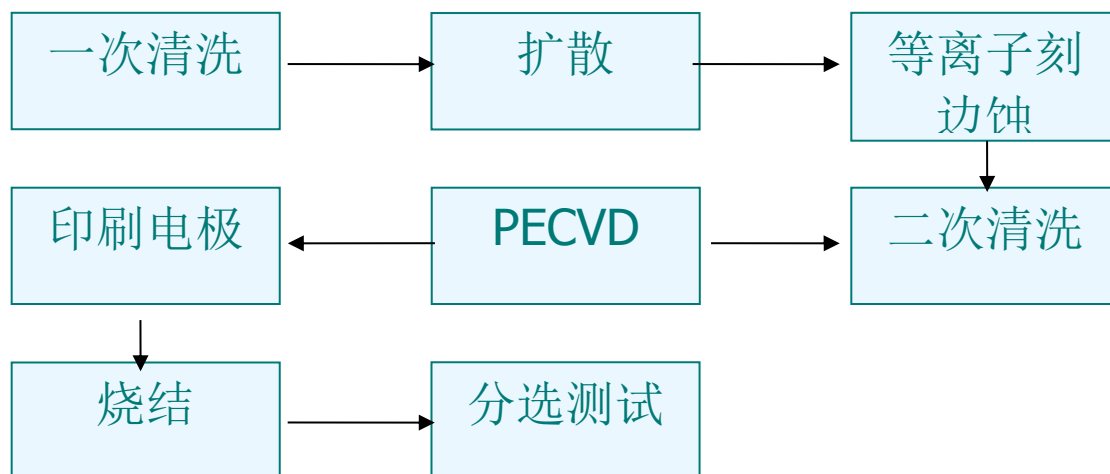 一次清洗
扩散
等离子刻
边蚀
印刷电极
PECVD
二次清洗
烧结
分选测试